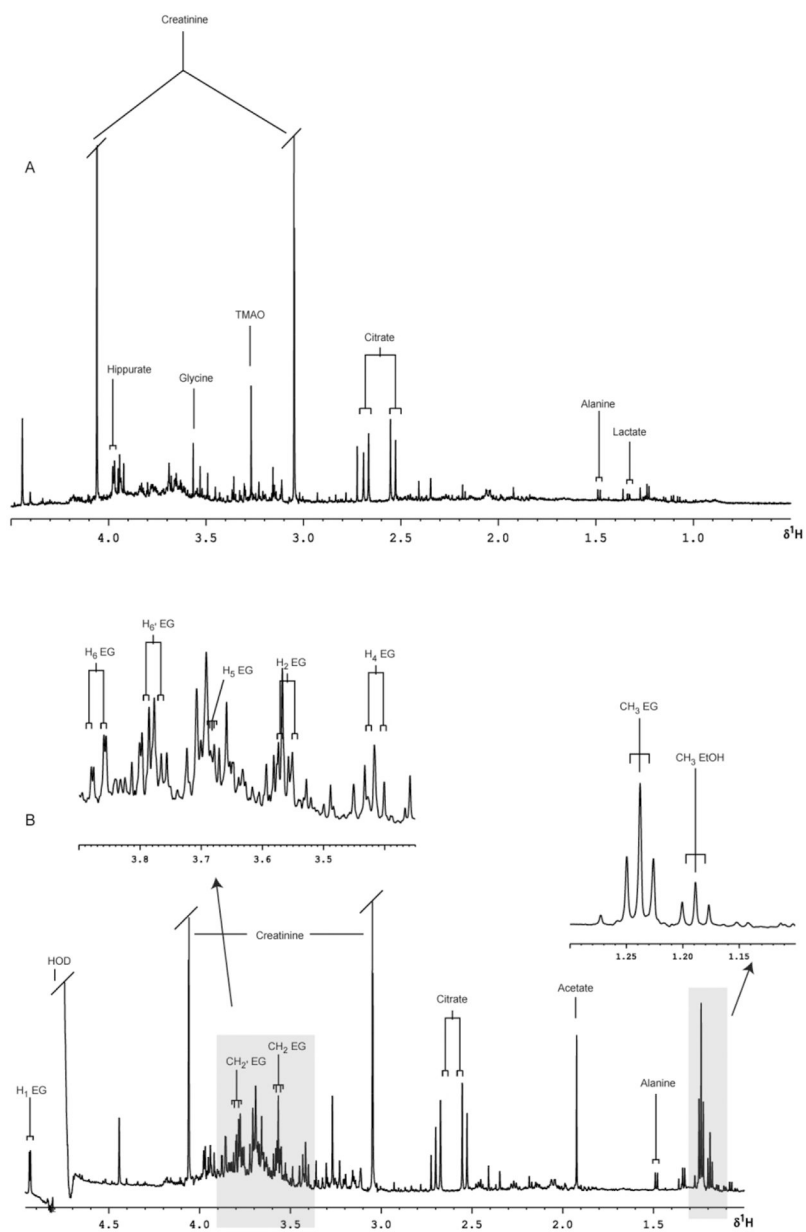 Creatinine
A
TMAO
Citrate
Hippurate
Glycine
Alanine
Lactate
4.0 3.5 3.0 2.5 2.0 1.5 1.0 δ¹H
H₆' EG
H₆ EG
H₅ EG
H₂ EG
H₄ EG
CH₃ EG
CH₃ EtOH
B
3.8 3.7 3.6 3.5
1.25 1.20 1.15
Creatinine
HOD
Acetate
Citrate
CH₂ EG
CH₂' EG
Alanine
H₁ EG
4.5 4.0 3.5 3.0 2.5 2.0 1.5 δ¹H